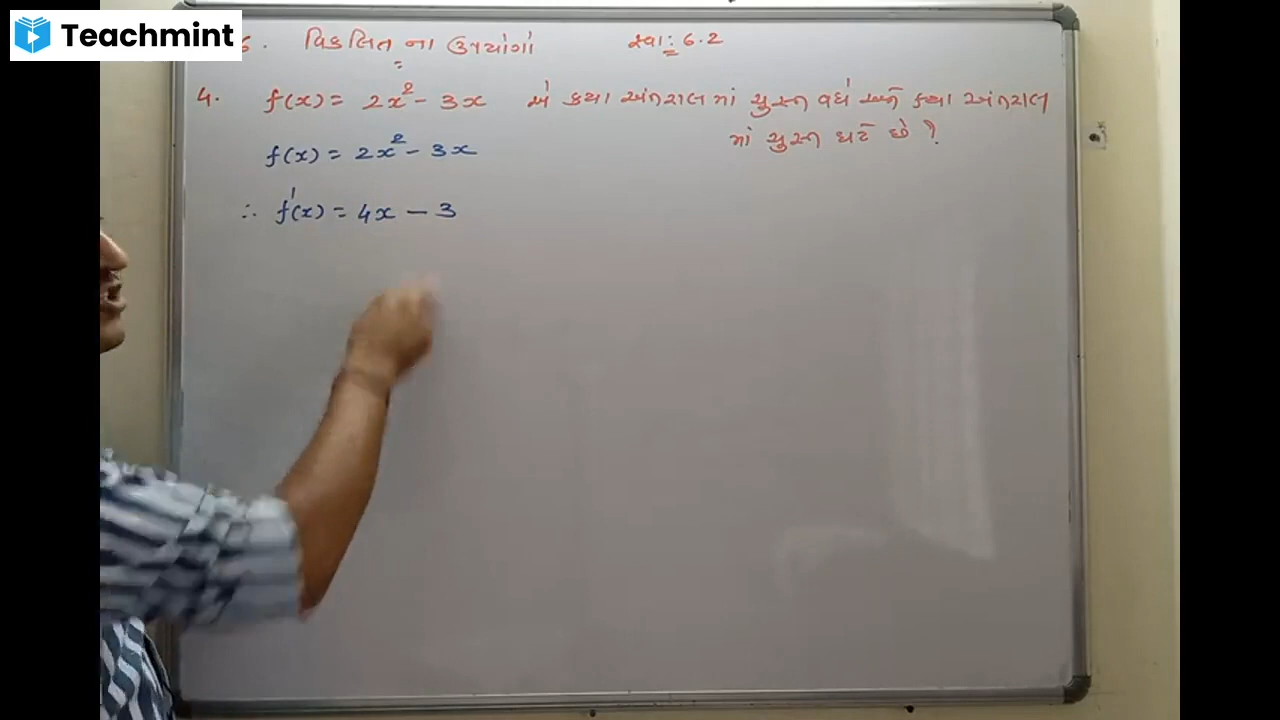 Teachmint
6. વિકલિત ના ઉપયોગો સ્વા: 6.2
4. f(x) = 2x² - 3x એ કયા અંતરાલ માં ચુસ્ત વધે અને કયા અંતરાલ
માં ચુસ્ત ઘટે છે ?
f(x) = 2x² - 3x
∴ f'(x) = 4x - 3